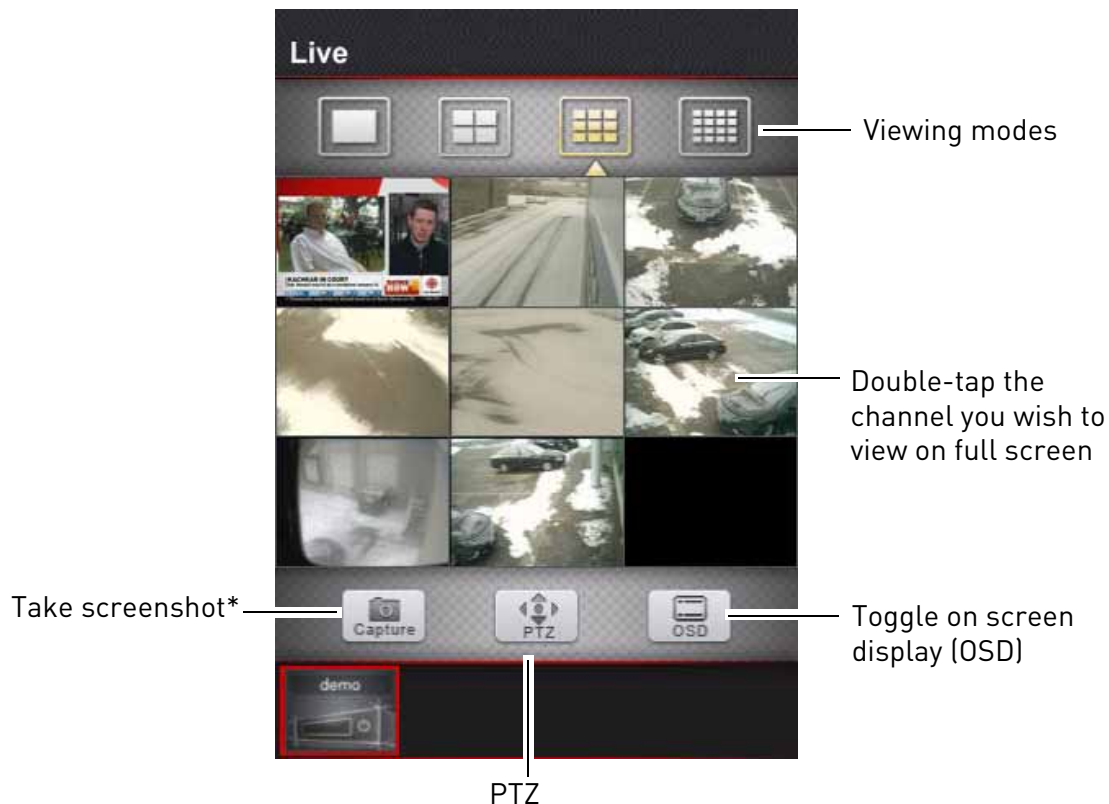 Live
Viewing modes
NOW
Double-tap the
channel you wish to
view on full screen
Take screenshot*
Capture
PTZ
OSD
Toggle on screen
display (OSD)
demo
PTZ